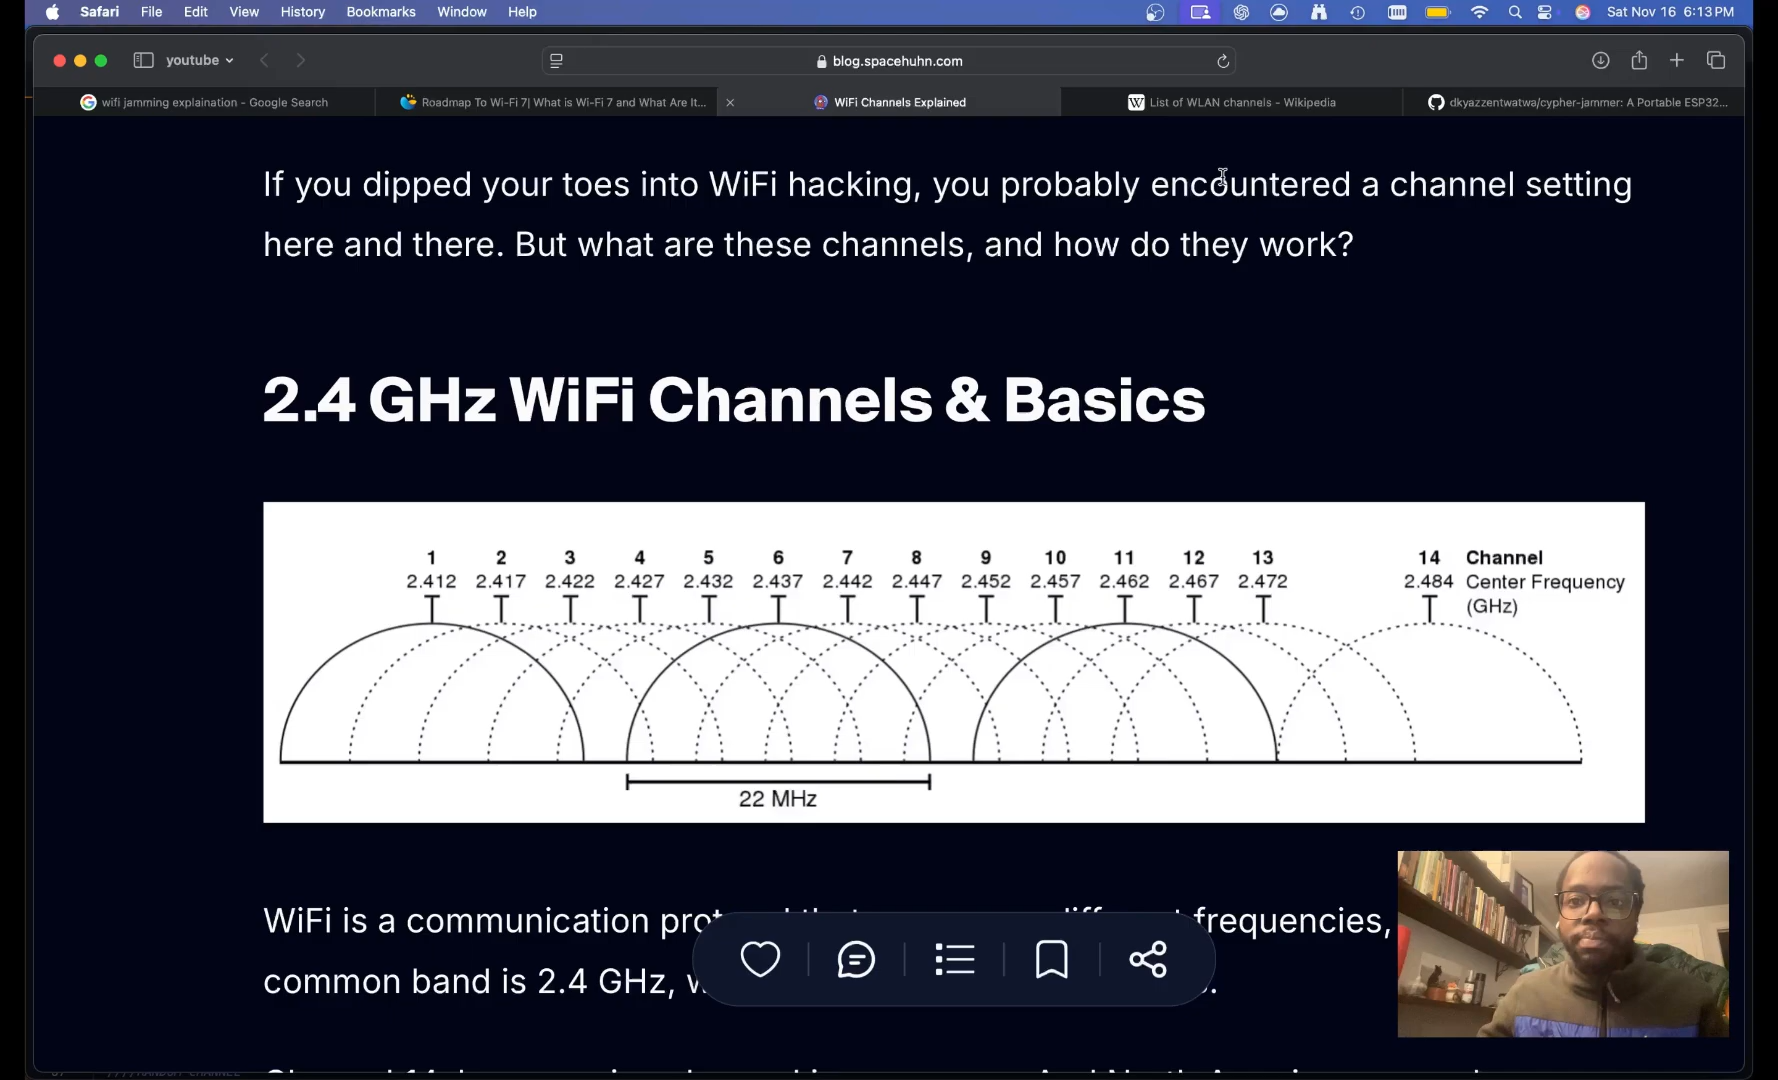 Safari File Edit View History Bookmarks Window Help Sat Nov 16 6:13 PM
youtube blog.spacehuhn.com
wifi jamming explaination - Google Search Roadmap To Wi-Fi 7| What is Wi-Fi 7 and What Are It... WiFi Channels Explained List of WLAN channels - Wikipedia dkyazzentwatwa/cypher-jammer: A Portable ESP32...
If you dipped your toes into WiFi hacking, you probably encountered a channel setting
here and there. But what are these channels, and how do they work?
2.4 GHz WiFi Channels & Basics
1 2 3 4 5 6 7 8 9 10 11 12 13 14 Channel
2.412 2.417 2.422 2.427 2.432 2.437 2.442 2.447 2.452 2.457 2.462 2.467 2.472 2.484 Center Frequency
(GHz)
22 MHz
WiFi is a communication frequencies,
common band is 2.4 GHz,